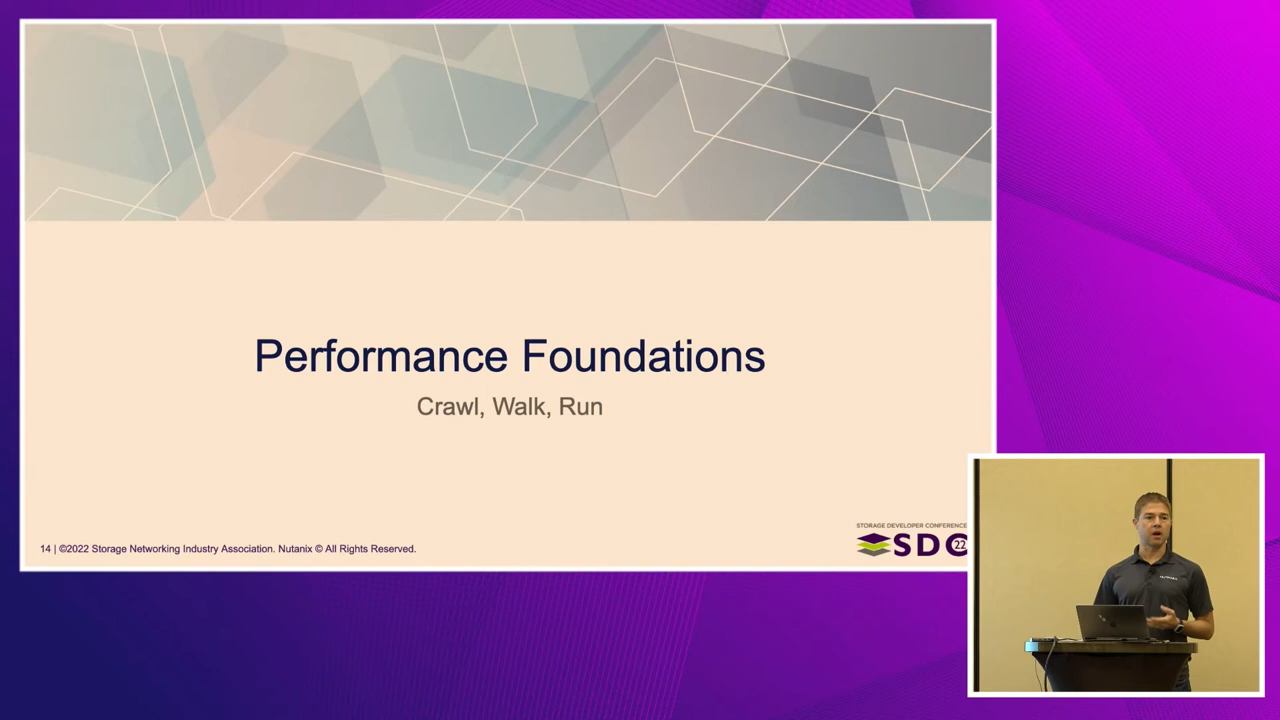 Performance Foundations
Crawl, Walk, Run
14 | ©2022 Storage Networking Industry Association. Nutanix © All Rights Reserved.
STORAGE DEVELOPER CONFERENCE
SDC
22